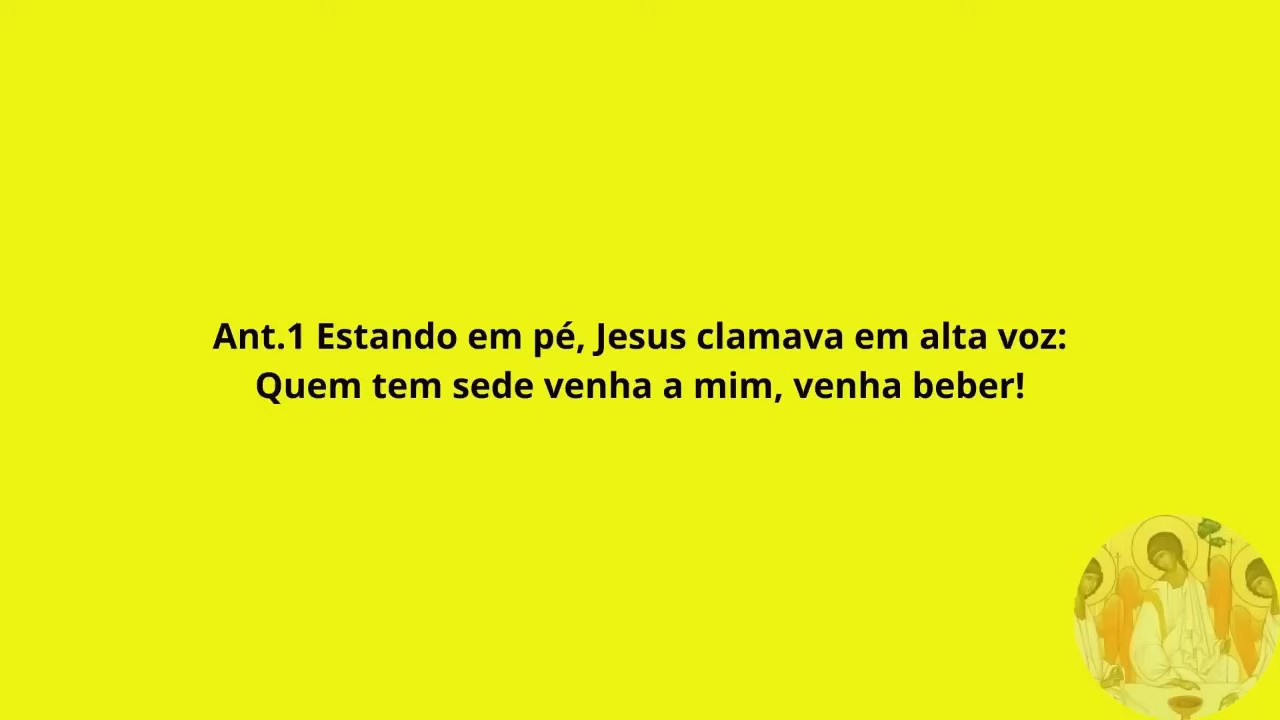 Ant.1 Estando em pé, Jesus clamava em alta voz:
Quem tem sede venha a mim, venha beber!